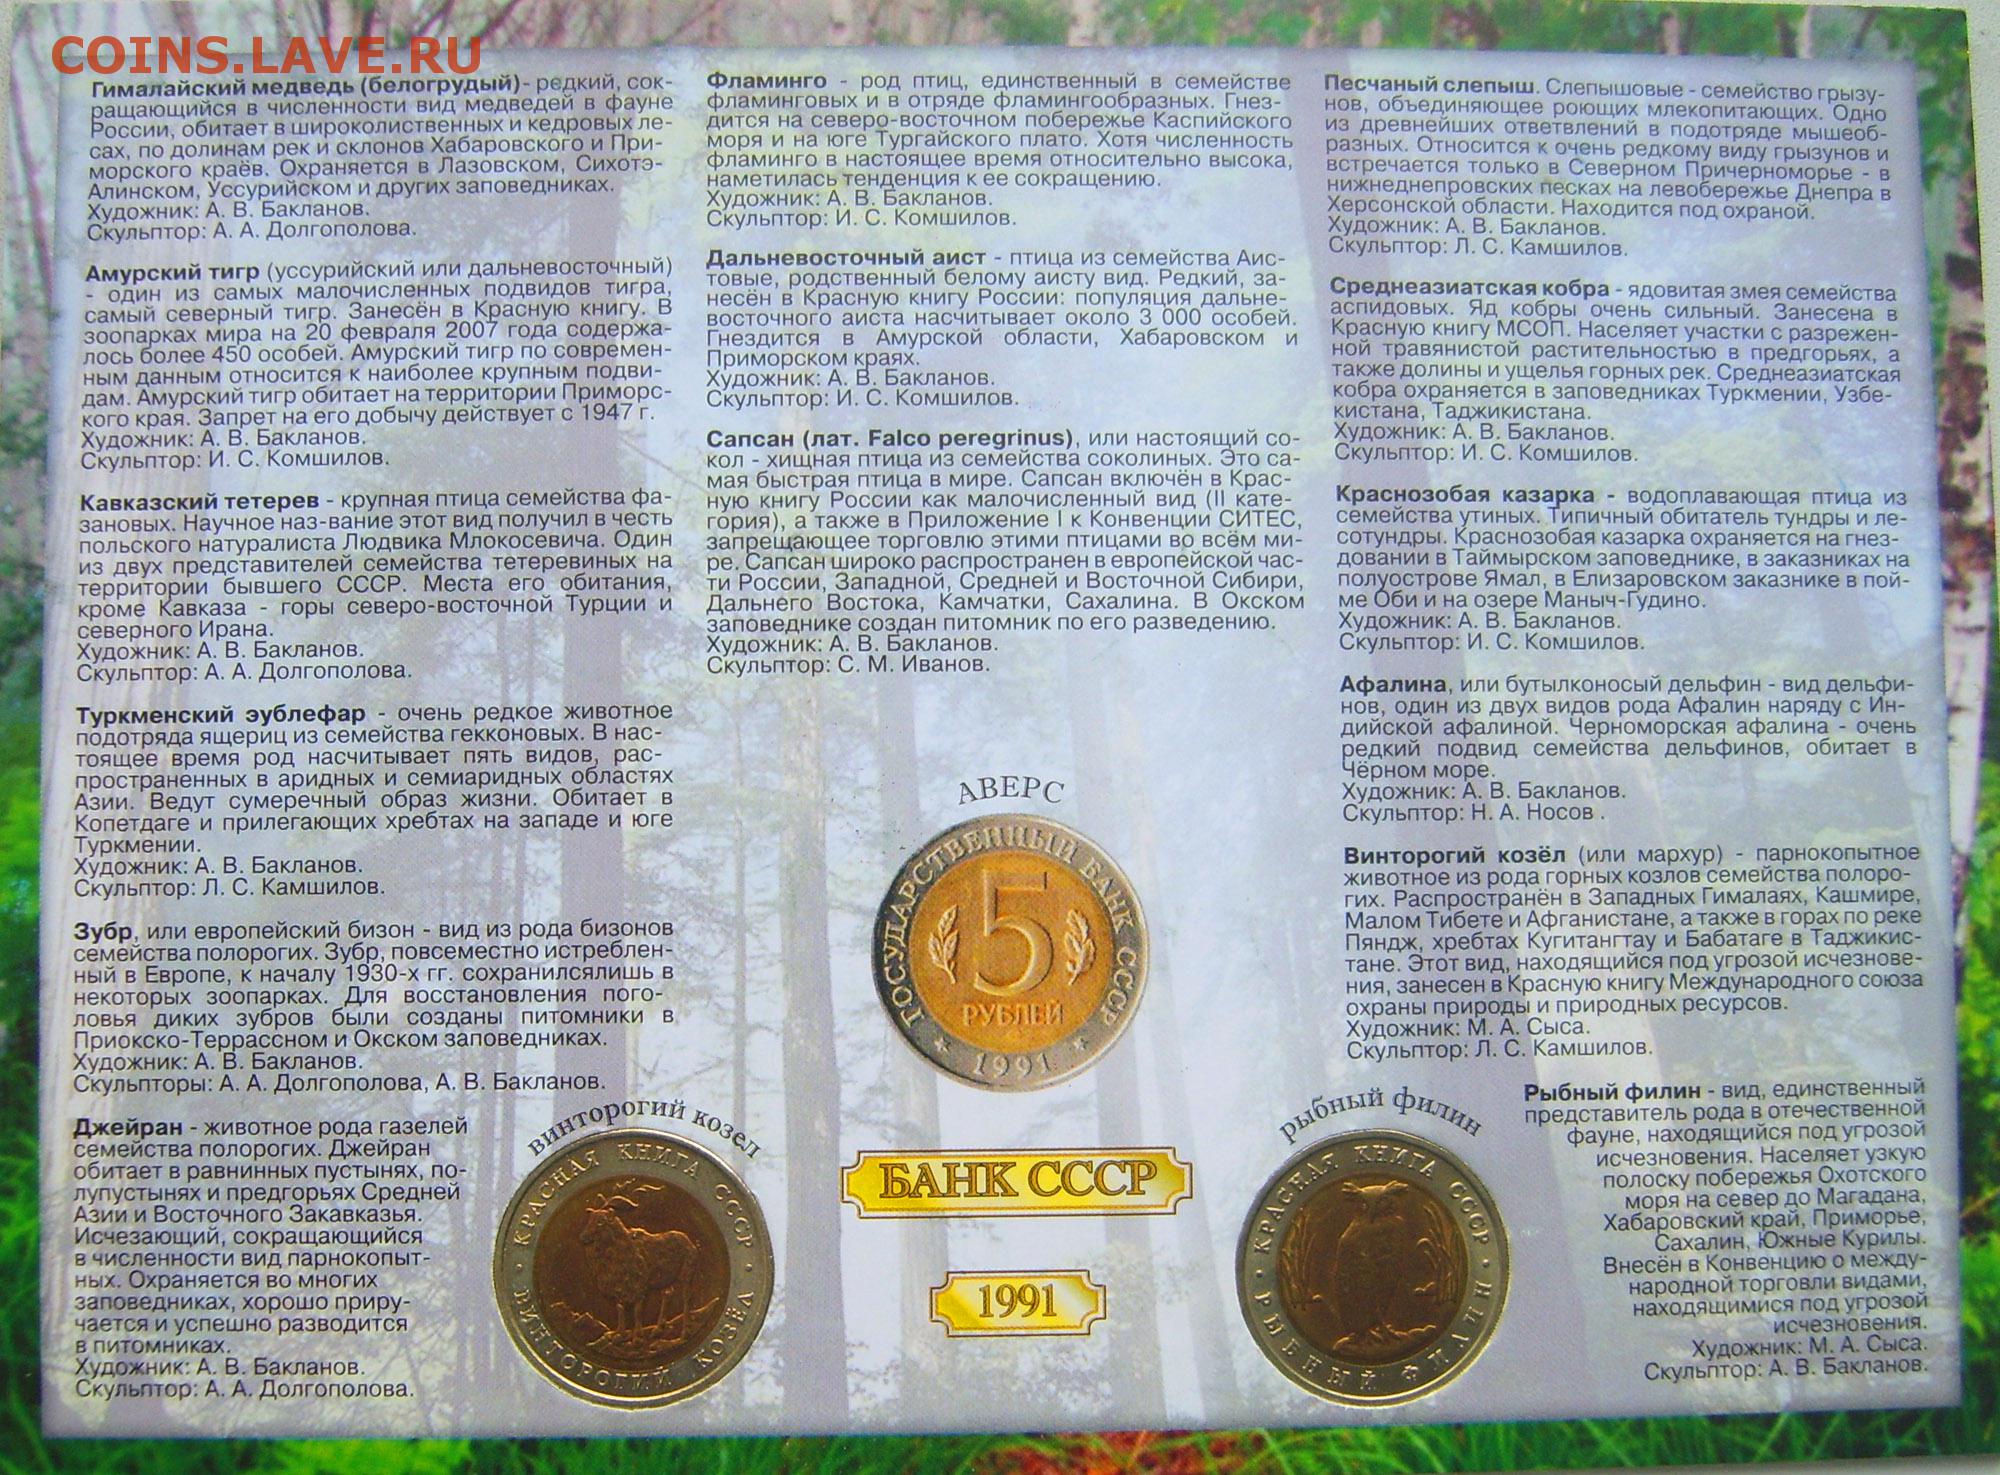 COINS.LAVE.RU
Гималайский медведь (белогрудый)- редкий, сок-
ращающийся в численности вид медведей в фауне
России, обитает в широколиственных и кедровых ле-
сах, по долинам рек и склонов Хабаровского и При-
морского краёв. Охраняется в Лазовском, Сихотэ-
Алинском, Уссурийском и других заповедниках.
Художник: А. В. Бакланов.
Скульптор: А. А. Долгополова.
Амурский тигр (уссурийский или дальневосточный)
- один из самых малочисленных подвидов тигра,
самый северный тигр. Занесён в Красную книгу. В
зоопарках мира на 20 февраля 2007 года содержа-
лось более 450 особей. Амурский тигр по современ-
ным данным относится к наиболее крупным подви-
дам. Амурский тигр обитает на территории Приморс-
кого края. Запрет на его добычу действует с 1947 г.
Художник: А. В. Бакланов.
Скульптор: И. С. Комшилов.
Кавказский тетерев - крупная птица семейства фа-
зановых. Научное наз-вание этот вид получил в честь
польского натуралиста Людвика Млокосевича. Один
из двух представителей семейства тетеревиных на
территории бывшего СССР. Места его обитания,
кроме Кавказа - горы северо-восточной Турции и
северного Ирана.
Художник: А. В. Бакланов.
Скульптор: А. А. Долгополова.
Туркменский эублефар - очень редкое животное
подотряда ящериц из семейства гекконовых. В нас-
тоящее время род насчитывает пять видов, рас-
пространенных в аридных и семиаридных областях
Азии. Ведут сумеречный образ жизни. Обитает в
Копетдаге и прилегающих хребтах на западе и юге
Туркмении.
Художник: А. В. Бакланов.
Скульптор: Л. С. Камшилов.
Зубр, или европейский бизон - вид из рода бизонов
семейства полорогих. Зубр, повсеместно истреблен-
ный в Европе, к началу 1930-х гг. сохранилсялишь в
некоторых зоопарках. Для восстановления пого-
ловья диких зубров были созданы питомники в
Приокско-Террассном и Окском заповедниках.
Художник: А. В. Бакланов.
Скульпторы: А. А. Долгополова, А. В. Бакланов.
Джейран - животное рода газелей
семейства полорогих. Джейран
обитает в равнинных пустынях, по-
лупустынях и предгорьях Средней
Азии и Восточного Закавказья.
Исчезающий, сокращающийся
в численности вид парнокопыт-
ных. Охраняется во многих
заповедниках, хорошо приру-
чается и успешно разводится
в питомниках.
Художник: А. В. Бакланов.
Скульптор: А. А. Долгополова.
Фламинго - род птиц, единственный в семействе
фламинговых и в отряде фламингообразных. Гнез-
дится на северо-восточном побережье Каспийского
моря и на юге Тургайского плато. Хотя численность
фламинго в настоящее время относительно высока,
наметилась тенденция к ее сокращению.
Художник: А. В. Бакланов.
Скульптор: И. С. Комшилов.
Дальневосточный аист - птица из семейства Аис-
товые, родственный белому аисту вид. Редкий, за-
несён в Красную книгу России: популяция дальне-
восточного аиста насчитывает около 3 000 особей.
Гнездится в Амурской области, Хабаровском и
Приморском краях.
Художник: А. В. Бакланов.
Скульптор: И. С. Комшилов.
Сапсан (лат. Falco peregrinus), или настоящий со-
кол - хищная птица из семейства соколиных. Это са-
мая быстрая птица в мире. Сапсан включён в Крас-
ную книгу России как малочисленный вид (II кате-
гория), а также в Приложение I к Конвенции СИТЕС,
запрещающее торговлю этими птицами во всём ми-
ре. Сапсан широко распространен в европейской час-
ти России, Западной, Средней и Восточной Сибири,
Дальнего Востока, Камчатки, Сахалина. В Окском
заповеднике создан питомник по его разведению.
Художник: А. В. Бакланов.
Скульптор: С. М. Иванов.
АВЕРС
ГОСУДАРСТВЕННЫЙ БАНК СССР
5
РУБЛЕЙ
1991
винторогий козел
КРАСНАЯ КНИГА СССР
ВИНТОРОГИЙ КОЗЁЛ
БАНК СССР
1991
рыбный филин
КРАСНАЯ КНИГА СССР
РЫБНЫЙ ФИЛИН
Песчаный слепыш. Слепышовые - семейство грызу-
нов, объединяющее роющих млекопитающих. Одно
из древнейших ответвлений в подотряде мышеоб-
разных. Относится к очень редкому виду грызунов и
встречается только в Северном Причерноморье - в
нижнеднепровских песках на левобережье Днепра в
Херсонской области. Находится под охраной.
Художник: А. В. Бакланов.
Скульптор: Л. С. Камшилов.
Среднеазиатская кобра - ядовитая змея семейства
аспидовых. Яд кобры очень сильный. Занесена в
Красную книгу МСОП. Населяет участки с разрежен-
ной травянистой растительностью в предгорьях, а
также долины и ущелья горных рек. Среднеазиатская
кобра охраняется в заповедниках Туркмении, Узбе-
кистана, Таджикистана.
Художник: А. В. Бакланов.
Скульптор: И. С. Комшилов.
Краснозобая казарка - водоплавающая птица из
семейства утиных. Типичный обитатель тундры и ле-
сотундры. Краснозобая казарка охраняется на гнез-
довании в Таймырском заповеднике, в заказниках на
полуострове Ямал, в Елизаровском заказнике в пой-
ме Оби и на озере Маныч-Гудино.
Художник: А. В. Бакланов.
Скульптор: И. С. Комшилов.
Афалина, или бутылконосый дельфин - вид дельфи-
нов, один из двух видов рода Афалин наряду с Ин-
дийской афалиной. Черноморская афалина - очень
редкий подвид семейства дельфинов, обитает в
Чёрном море.
Художник: А. В. Бакланов.
Скульптор: Н. А. Носов .
Винторогий козёл (или мархур) - парнокопытное
животное из рода горных козлов семейства полоро-
гих. Распространён в Западных Гималаях, Кашмире,
Малом Тибете и Афганистане, а также в горах по реке
Пяндж, хребтах Кугитангтау и Бабатаге в Таджикис-
тане. Этот вид, находящийся под угрозой исчезнове-
ния, занесен в Красную книгу Международного союза
охраны природы и природных ресурсов.
Художник: М. А. Сыса.
Скульптор: Л. С. Камшилов.
Рыбный филин - вид, единственный
представитель рода в отечественной
фауне, находящийся под угрозой
исчезновения. Населяет узкую
полоску побережья Охотского
моря на север до Магадана,
Хабаровский край, Приморье,
Сахалин, Южные Курилы.
Внесён в Конвенцию о между-
народной торговли видами,
находящимися под угрозой
исчезновения.
Художник: М. А. Сыса.
Скульптор: А. В. Бакланов.